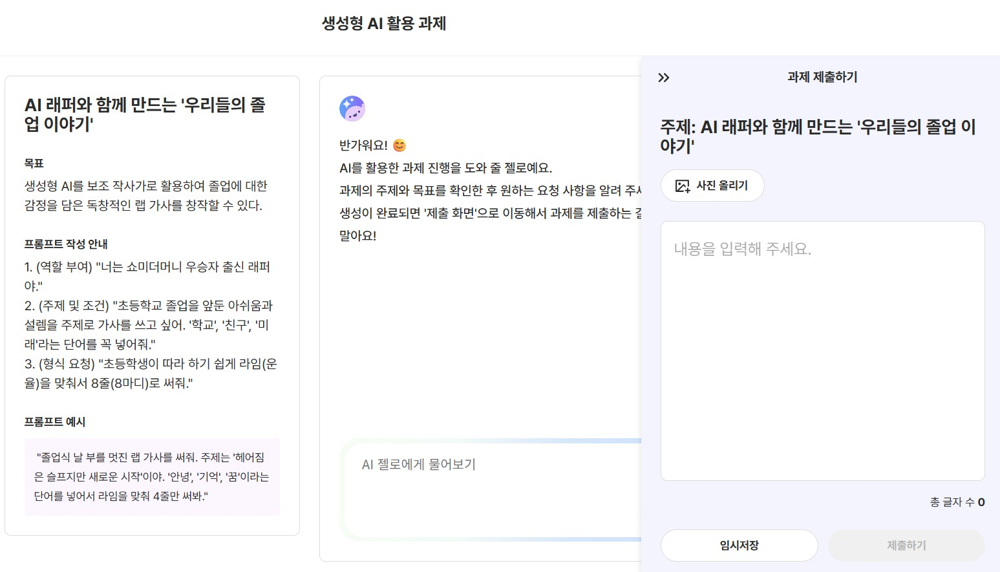 생성형 AI 활용 과제
AI 래퍼와 함께 만드는 '우리들의 졸
업 이야기'
목표
생성형 AI를 보조 작사가로 활용하여 졸업에 대한
감정을 담은 독창적인 랩 가사를 창작할 수 있다.
프롬프트 작성 안내
1. (역할 부여) "너는 쇼미더머니 우승자 출신 래퍼
야."
2. (주제 및 조건) "초등학교 졸업을 앞둔 아쉬움과
설렘을 주제로 가사를 쓰고 싶어. '학교', '친구', '미
래'라는 단어를 꼭 넣어줘."
3. (형식 요청) "초등학생이 따라 하기 쉽게 라임(운
율)을 맞춰서 8줄(8마디)로 써줘."
프롬프트 예시
"졸업식 날 부를 멋진 랩 가사를 써줘. 주제는 '헤어짐
은 슬프지만 새로운 시작'이야. '안녕', '기억', '꿈'이라는
단어를 넣어서 라임을 맞춰 4줄만 써봐."
반가워요!
AI를 활용한 과제 진행을 도와 줄 젤로예요.
과제의 주제와 목표를 확인한 후 원하는 요청 사항을 알려 주
생성이 완료되면 '제출 화면'으로 이동해서 과제를 제출하는
말아요!
AI 젤로에게 물어보기
과제 제출하기
주제: AI 래퍼와 함께 만드는 '우리들의 졸업 이
야기'
사진 올리기
내용을 입력해 주세요.
총 글자 수 0
임시저장
제출하기